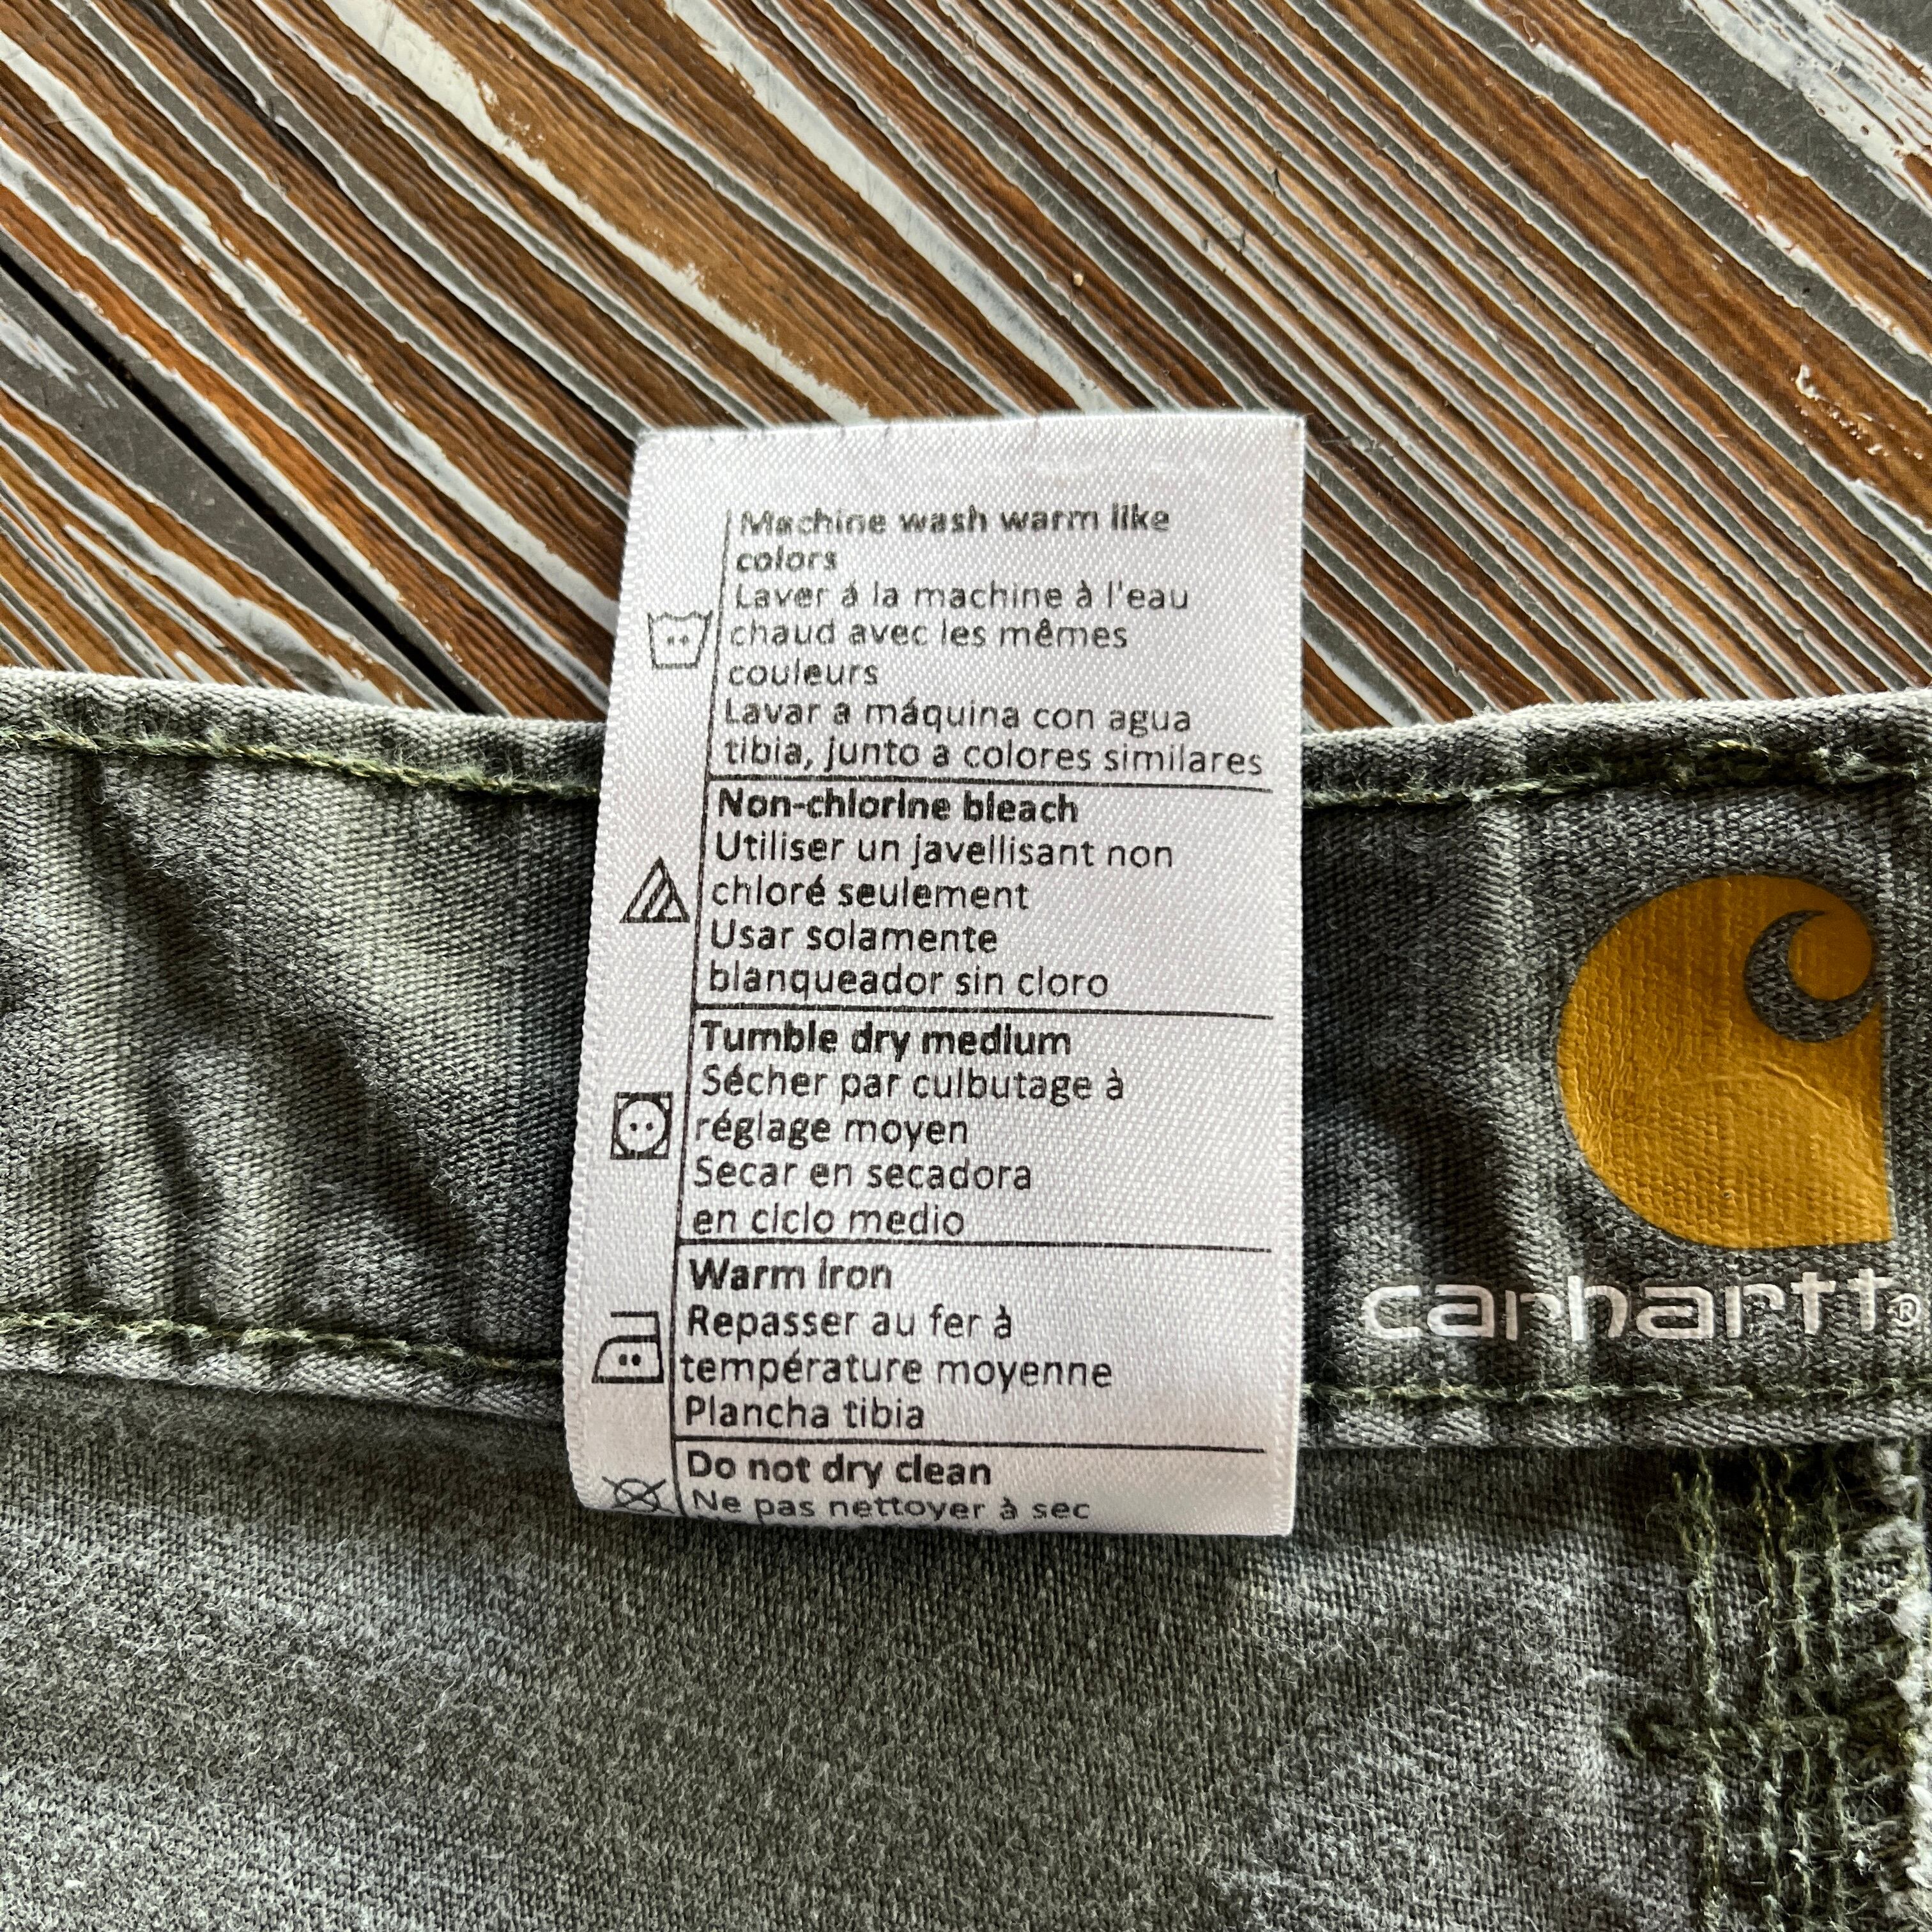 Machine wash warm like
colors
Laver á la machine à l'eau
chaud avec les mêmes
couleurs
Lavar a máquina con agua
tibia, junto a colores similares
Non-chlorine bleach
Utiliser un javellisant non
chloré seulement
Usar solamente
blanqueador sin cloro
Tumble dry medium
Sécher par culbutage à
réglage moyen
Secar en secadora
en ciclo medio
Warm iron
Repasser au fer à
température moyenne
Plancha tibia
Do not dry clean
Ne pas nettoyer à sec
carhartt®